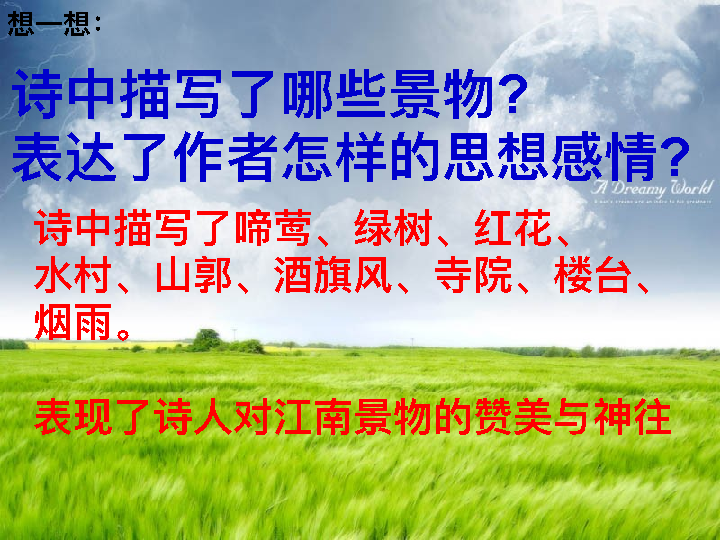 想一想：
诗中描写了哪些景物?
表达了作者怎样的思想感情?
A Dreamy World
诗中描写了啼莺、绿树、红花、
水村、山郭、酒旗风、寺院、楼台、
烟雨。
表现了诗人对江南景物的赞美与神往